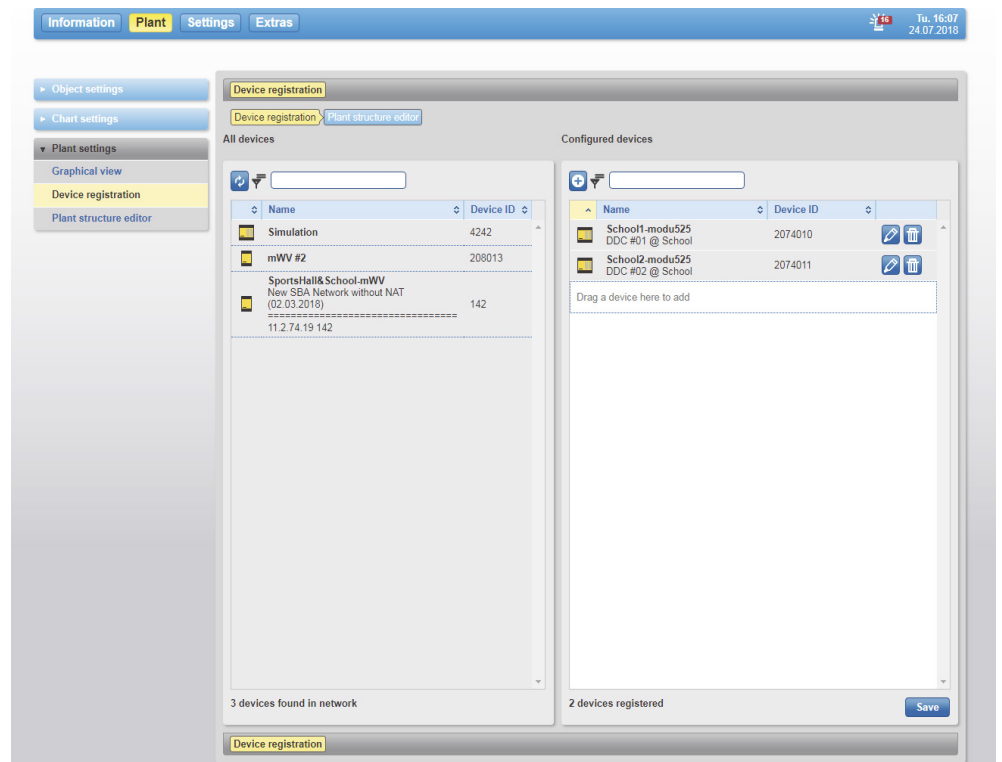 Information Plant Settings Extras
16
Tu. 16:07
24.07.2018
Object settings
Chart settings
Plant settings
Graphical view
Device registration
Plant structure editor
Device registration
Device registration Plant structure editor
All devices
Name Device ID
Simulation 4242
mWV #2 208013
SportsHall&School-mWV
New SBA Network without NAT
(02.03.2018) 142
=================================
11.2.74.19 142
3 devices found in network
Configured devices
Name Device ID
School1-modu525
DDC #01 @ School 2074010
School2-modu525
DDC #02 @ School 2074011
Drag a device here to add
2 devices registered
Save
Device registration